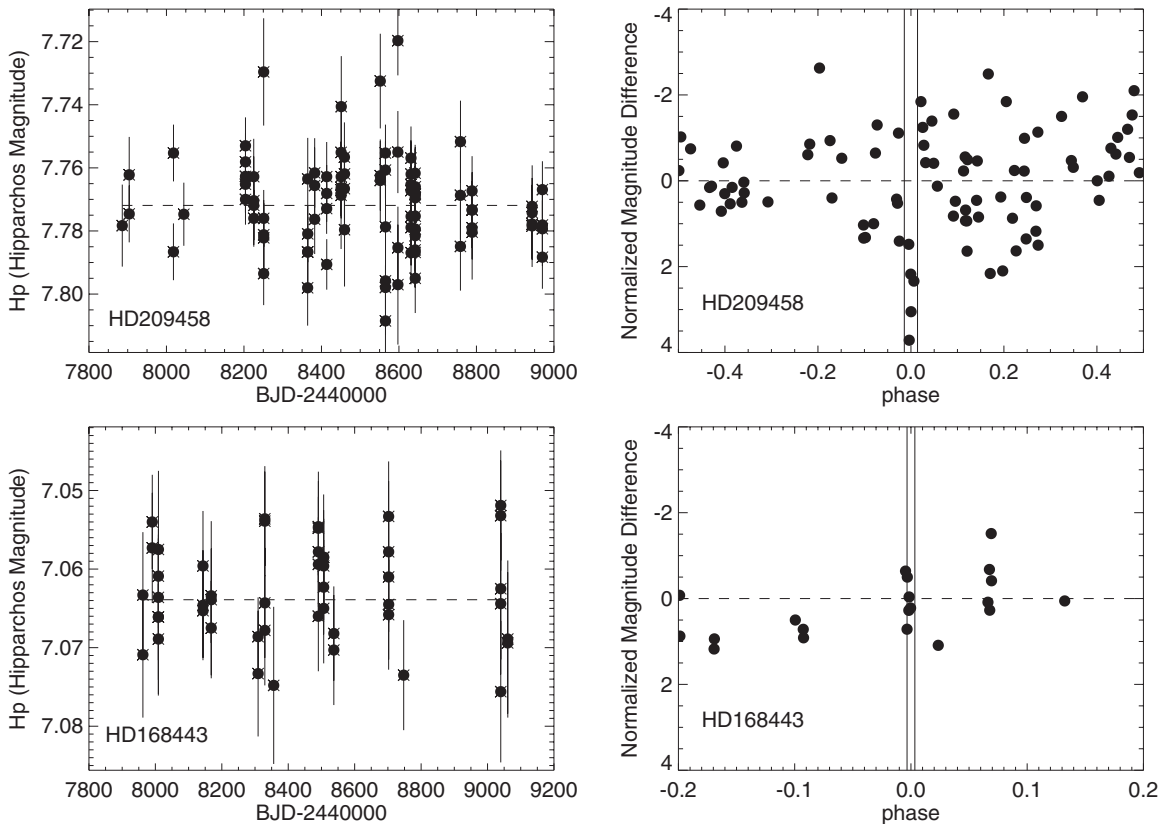 Hp (Hipparchos Magnitude)
7.72
7.74
7.76
7.78
7.80
HD209458
7800 8000 8200 8400 8600 8800 9000
BJD-2440000
Normalized Magnitude Difference
-4
-2
0
2
4
HD209458
-0.4 -0.2 0.0 0.2 0.4
phase
Hp (Hipparchos Magnitude)
7.05
7.06
7.07
7.08
HD168443
7800 8000 8200 8400 8600 8800 9000 9200
BJD-2440000
Normalized Magnitude Difference
-4
-2
0
2
4
HD168443
-0.2 -0.1 0.0 0.1 0.2
phase